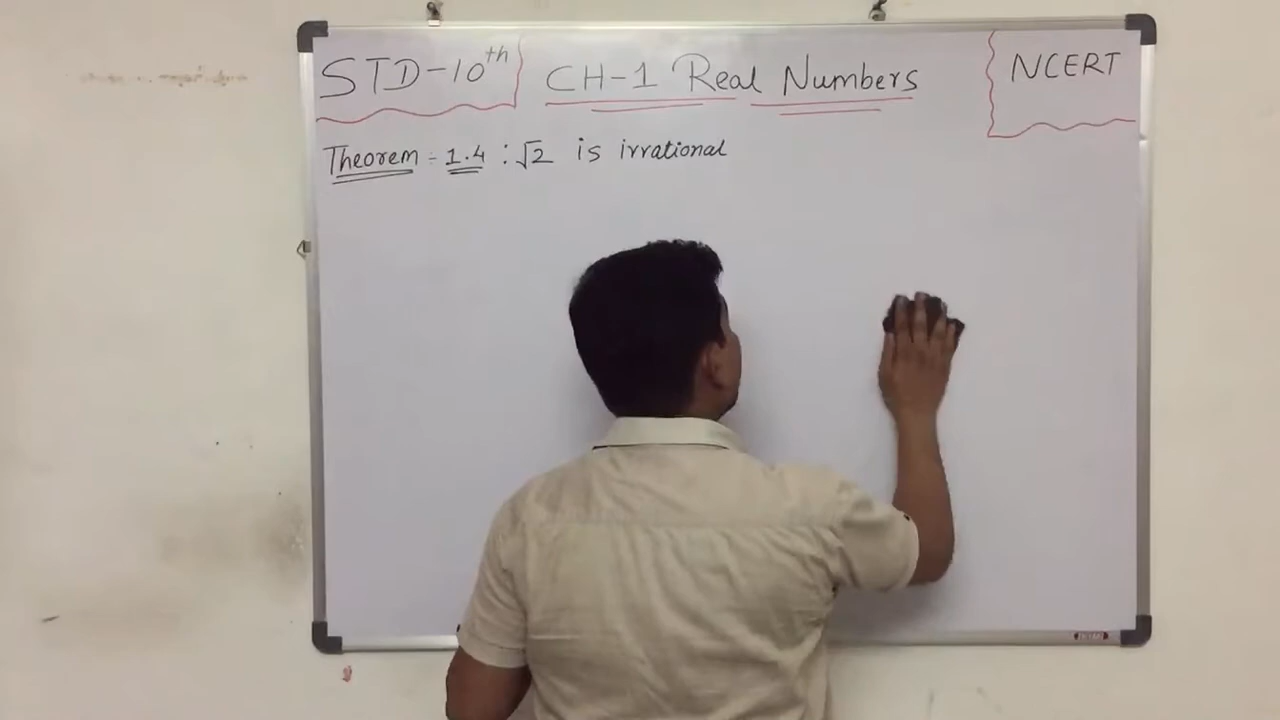 STD-10th
CH-1 Real Numbers
NCERT
Theorem - 1.4 : √2 is irrational